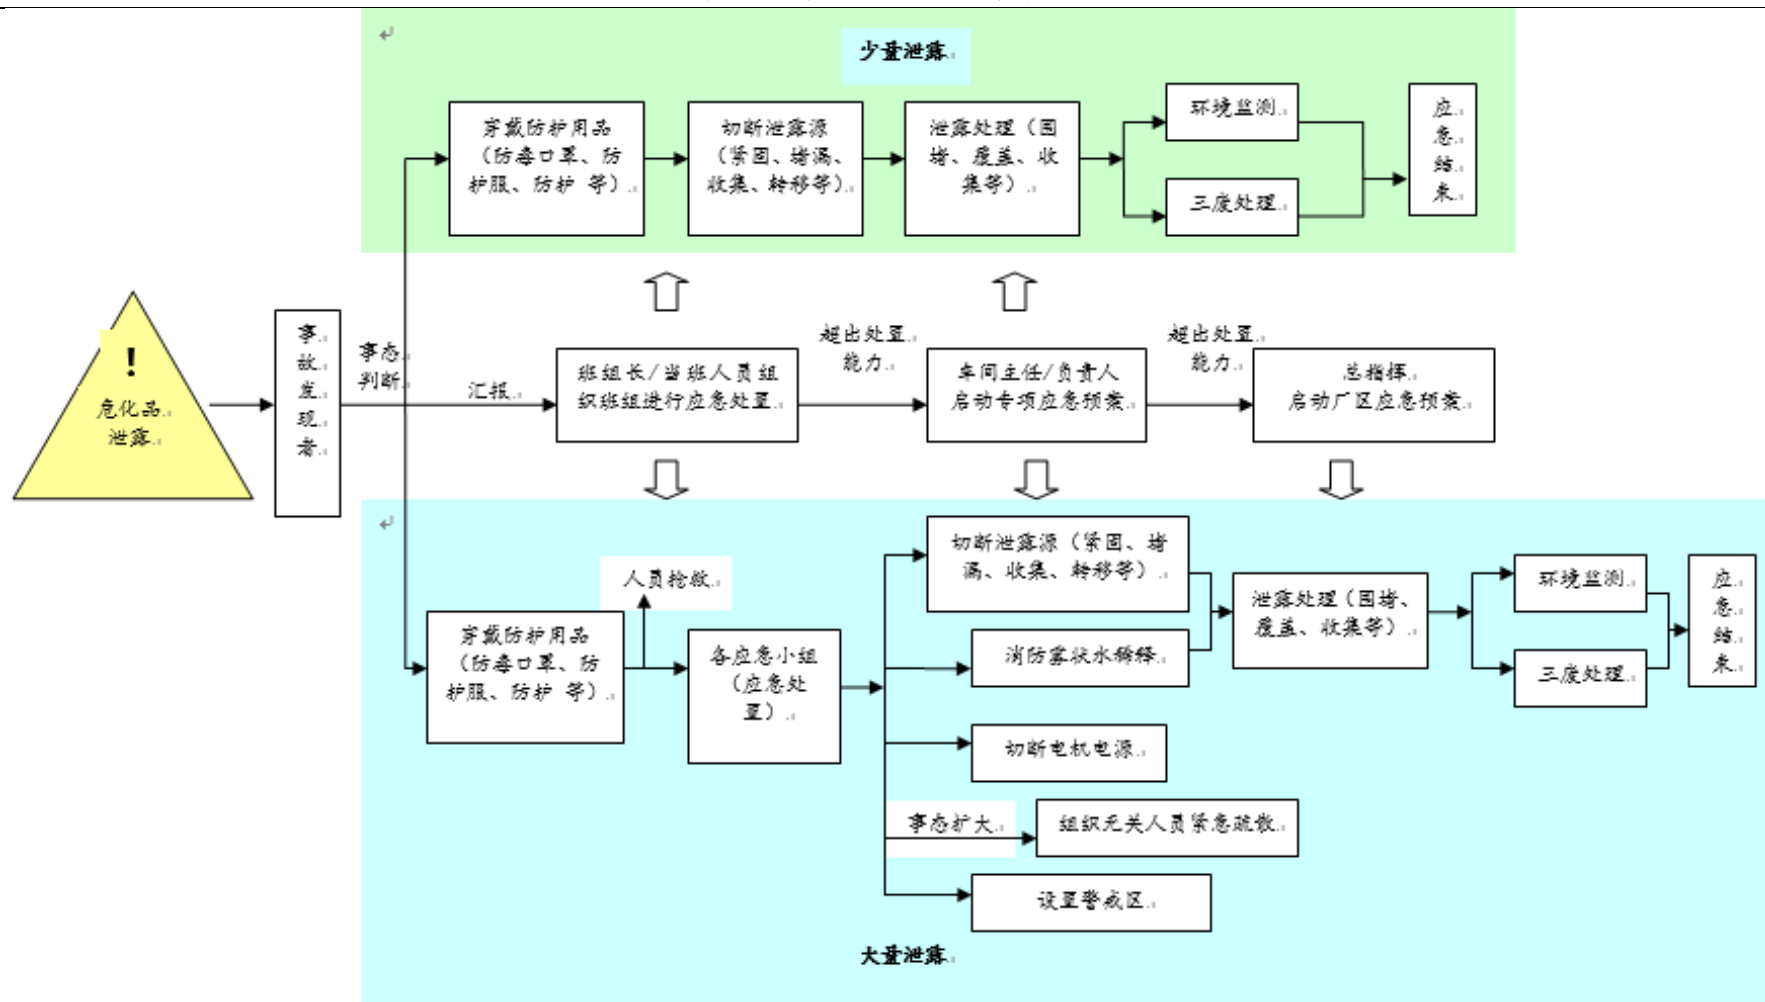 少量泄露
穿戴防护用品
（防毒口罩、防
护服、防护 等）
切断泄露源
（紧固、堵漏、
收集、转移等）
泄露处理（围
堵、覆盖、收
集等）
环境监测
三废处理
应
急
结
束
！
危化品
泄露
事
故
发
现
者
事态
判断
汇报
班组长/当班人员组
织班组进行应急处置
超出处置
能力
车间主任/负责人
启动专项应急预案
超出处置
能力
总指挥
启动厂区应急预案
穿戴防护用品
（防毒口罩、防
护服、防护 等）
人员抢救
各应急小组
（应急处
置）
切断泄露源（紧固、堵
漏、收集、转移等）
消防雾状水稀释
切断电机电源
事态扩大
组织无关人员紧急疏散
设置警戒区
泄露处理（围堵、
覆盖、收集等）
环境监测
三废处理
应
急
结
束
大量泄露